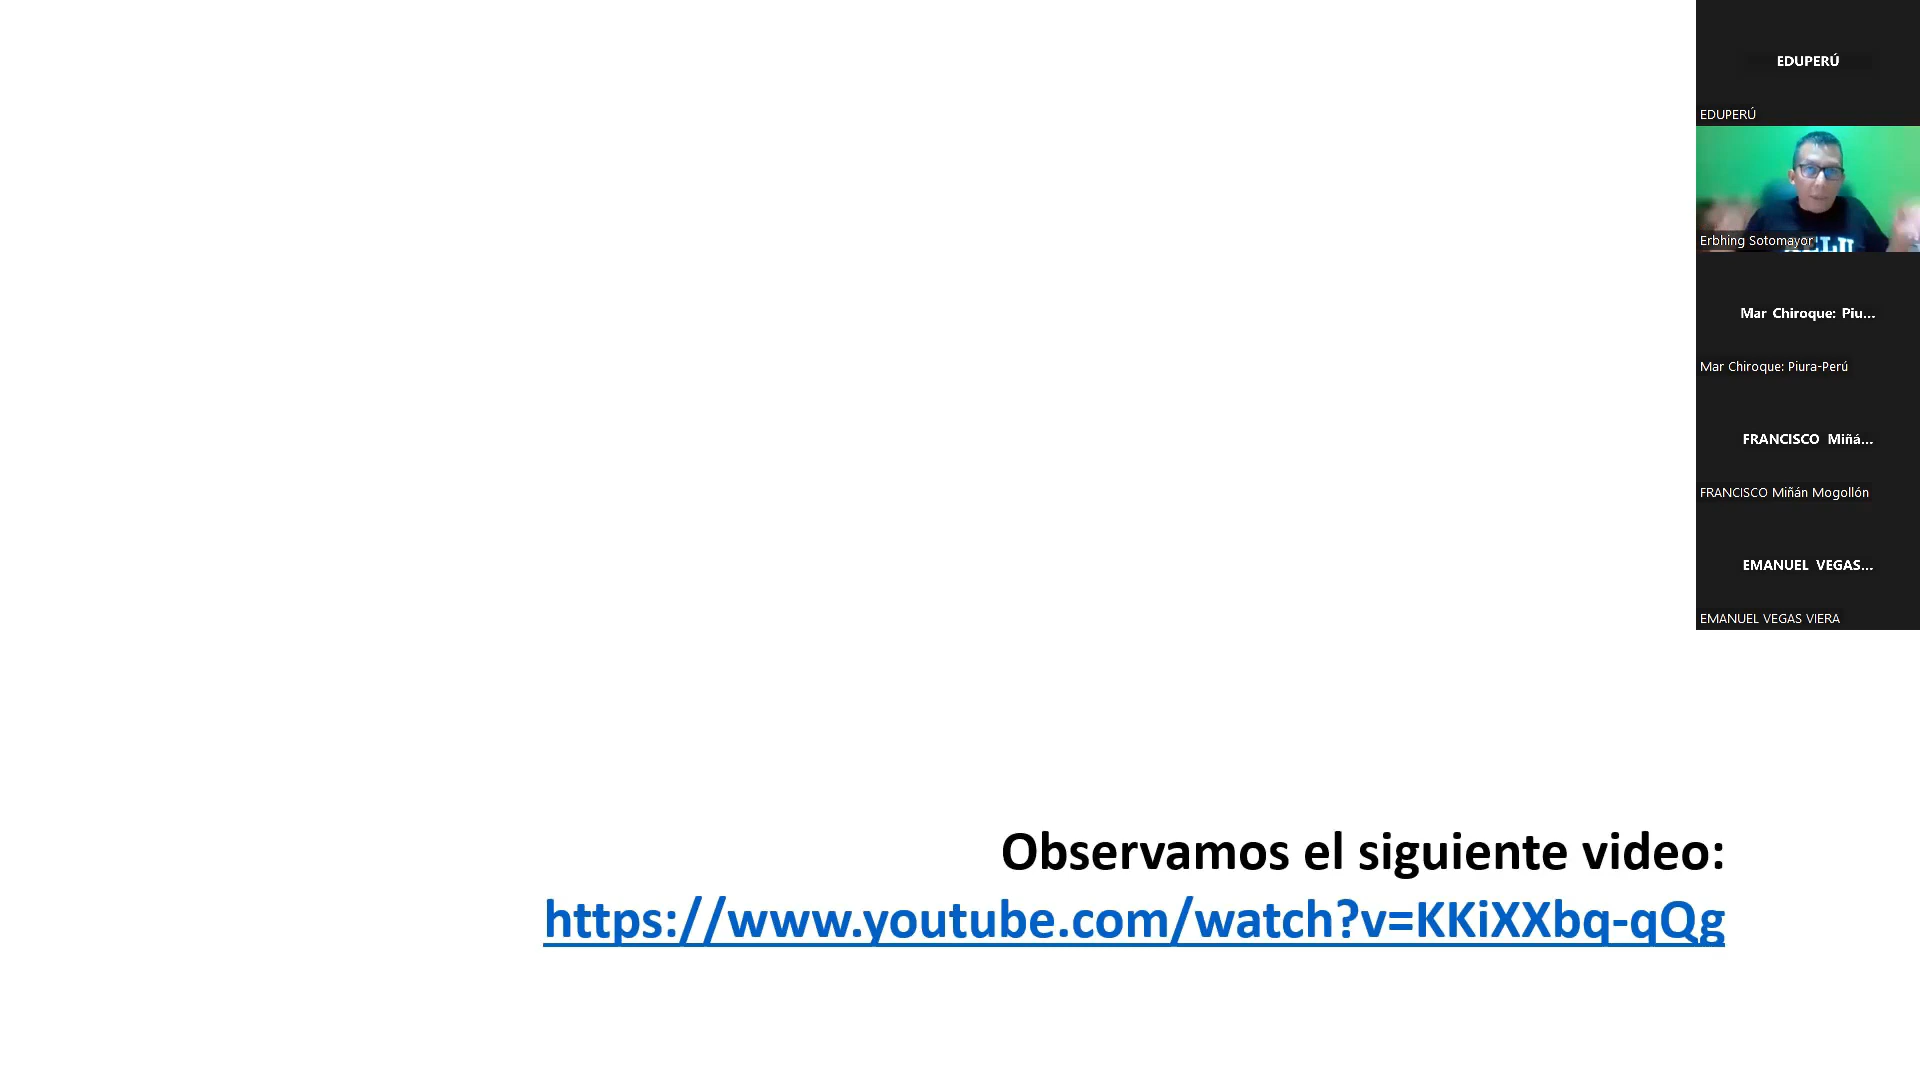 EDUPERÚ
EDUPERÚ
Erbhing Sotomayor
Mar Chiroque: Piu...
Mar Chiroque: Piura-Perú
FRANCISCO Miñá...
FRANCISCO Miñán Mogollón
EMANUEL VEGAS...
EMANUEL VEGAS VIERA
Observamos el siguiente video:
https://www.youtube.com/watch?v=KKiXXbq-qQg